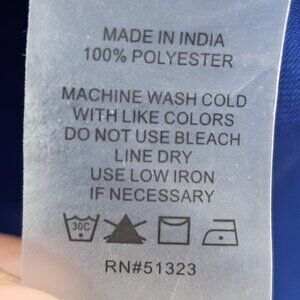 MADE IN INDIA
100% POLYESTER
MACHINE WASH COLD
WITH LIKE COLORS
DO NOT USE BLEACH
LINE DRY
USE LOW IRON
IF NECESSARY
30C
RN#51323